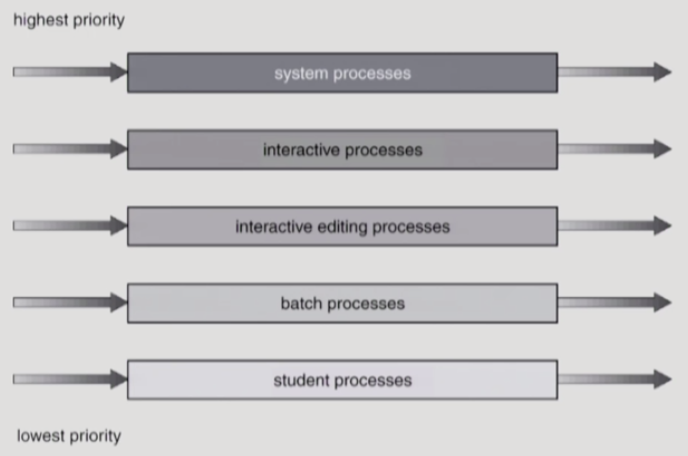 highest priority
system processes
interactive processes
interactive editing processes
batch processes
student processes
lowest priority